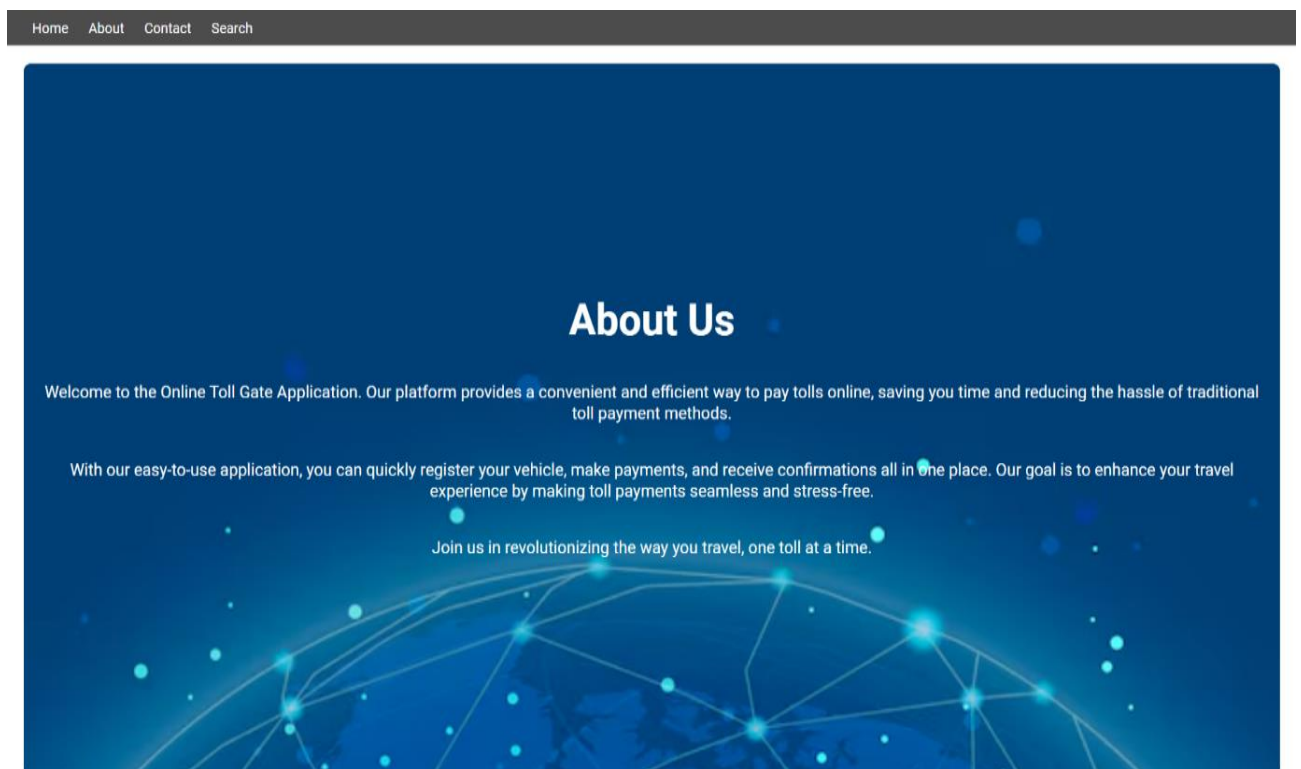 Home About Contact Search
About Us
Welcome to the Online Toll Gate Application. Our platform provides a convenient and efficient way to pay tolls online, saving you time and reducing the hassle of traditional
toll payment methods.
With our easy-to-use application, you can quickly register your vehicle, make payments, and receive confirmations all in one place. Our goal is to enhance your travel
experience by making toll payments seamless and stress-free.
Join us in revolutionizing the way you travel, one toll at a time.